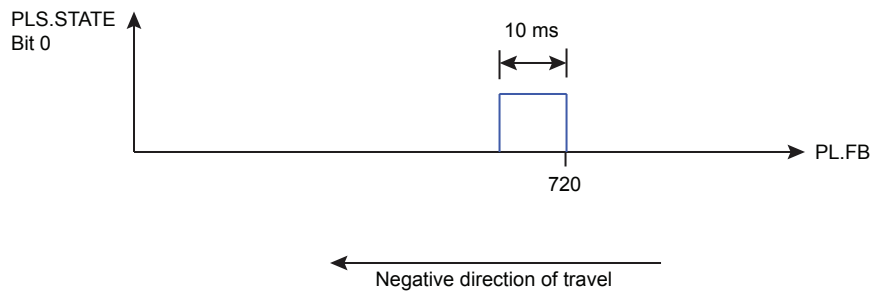 PLS.STATE
Bit 0
10 ms
PL.FB
720
Negative direction of travel